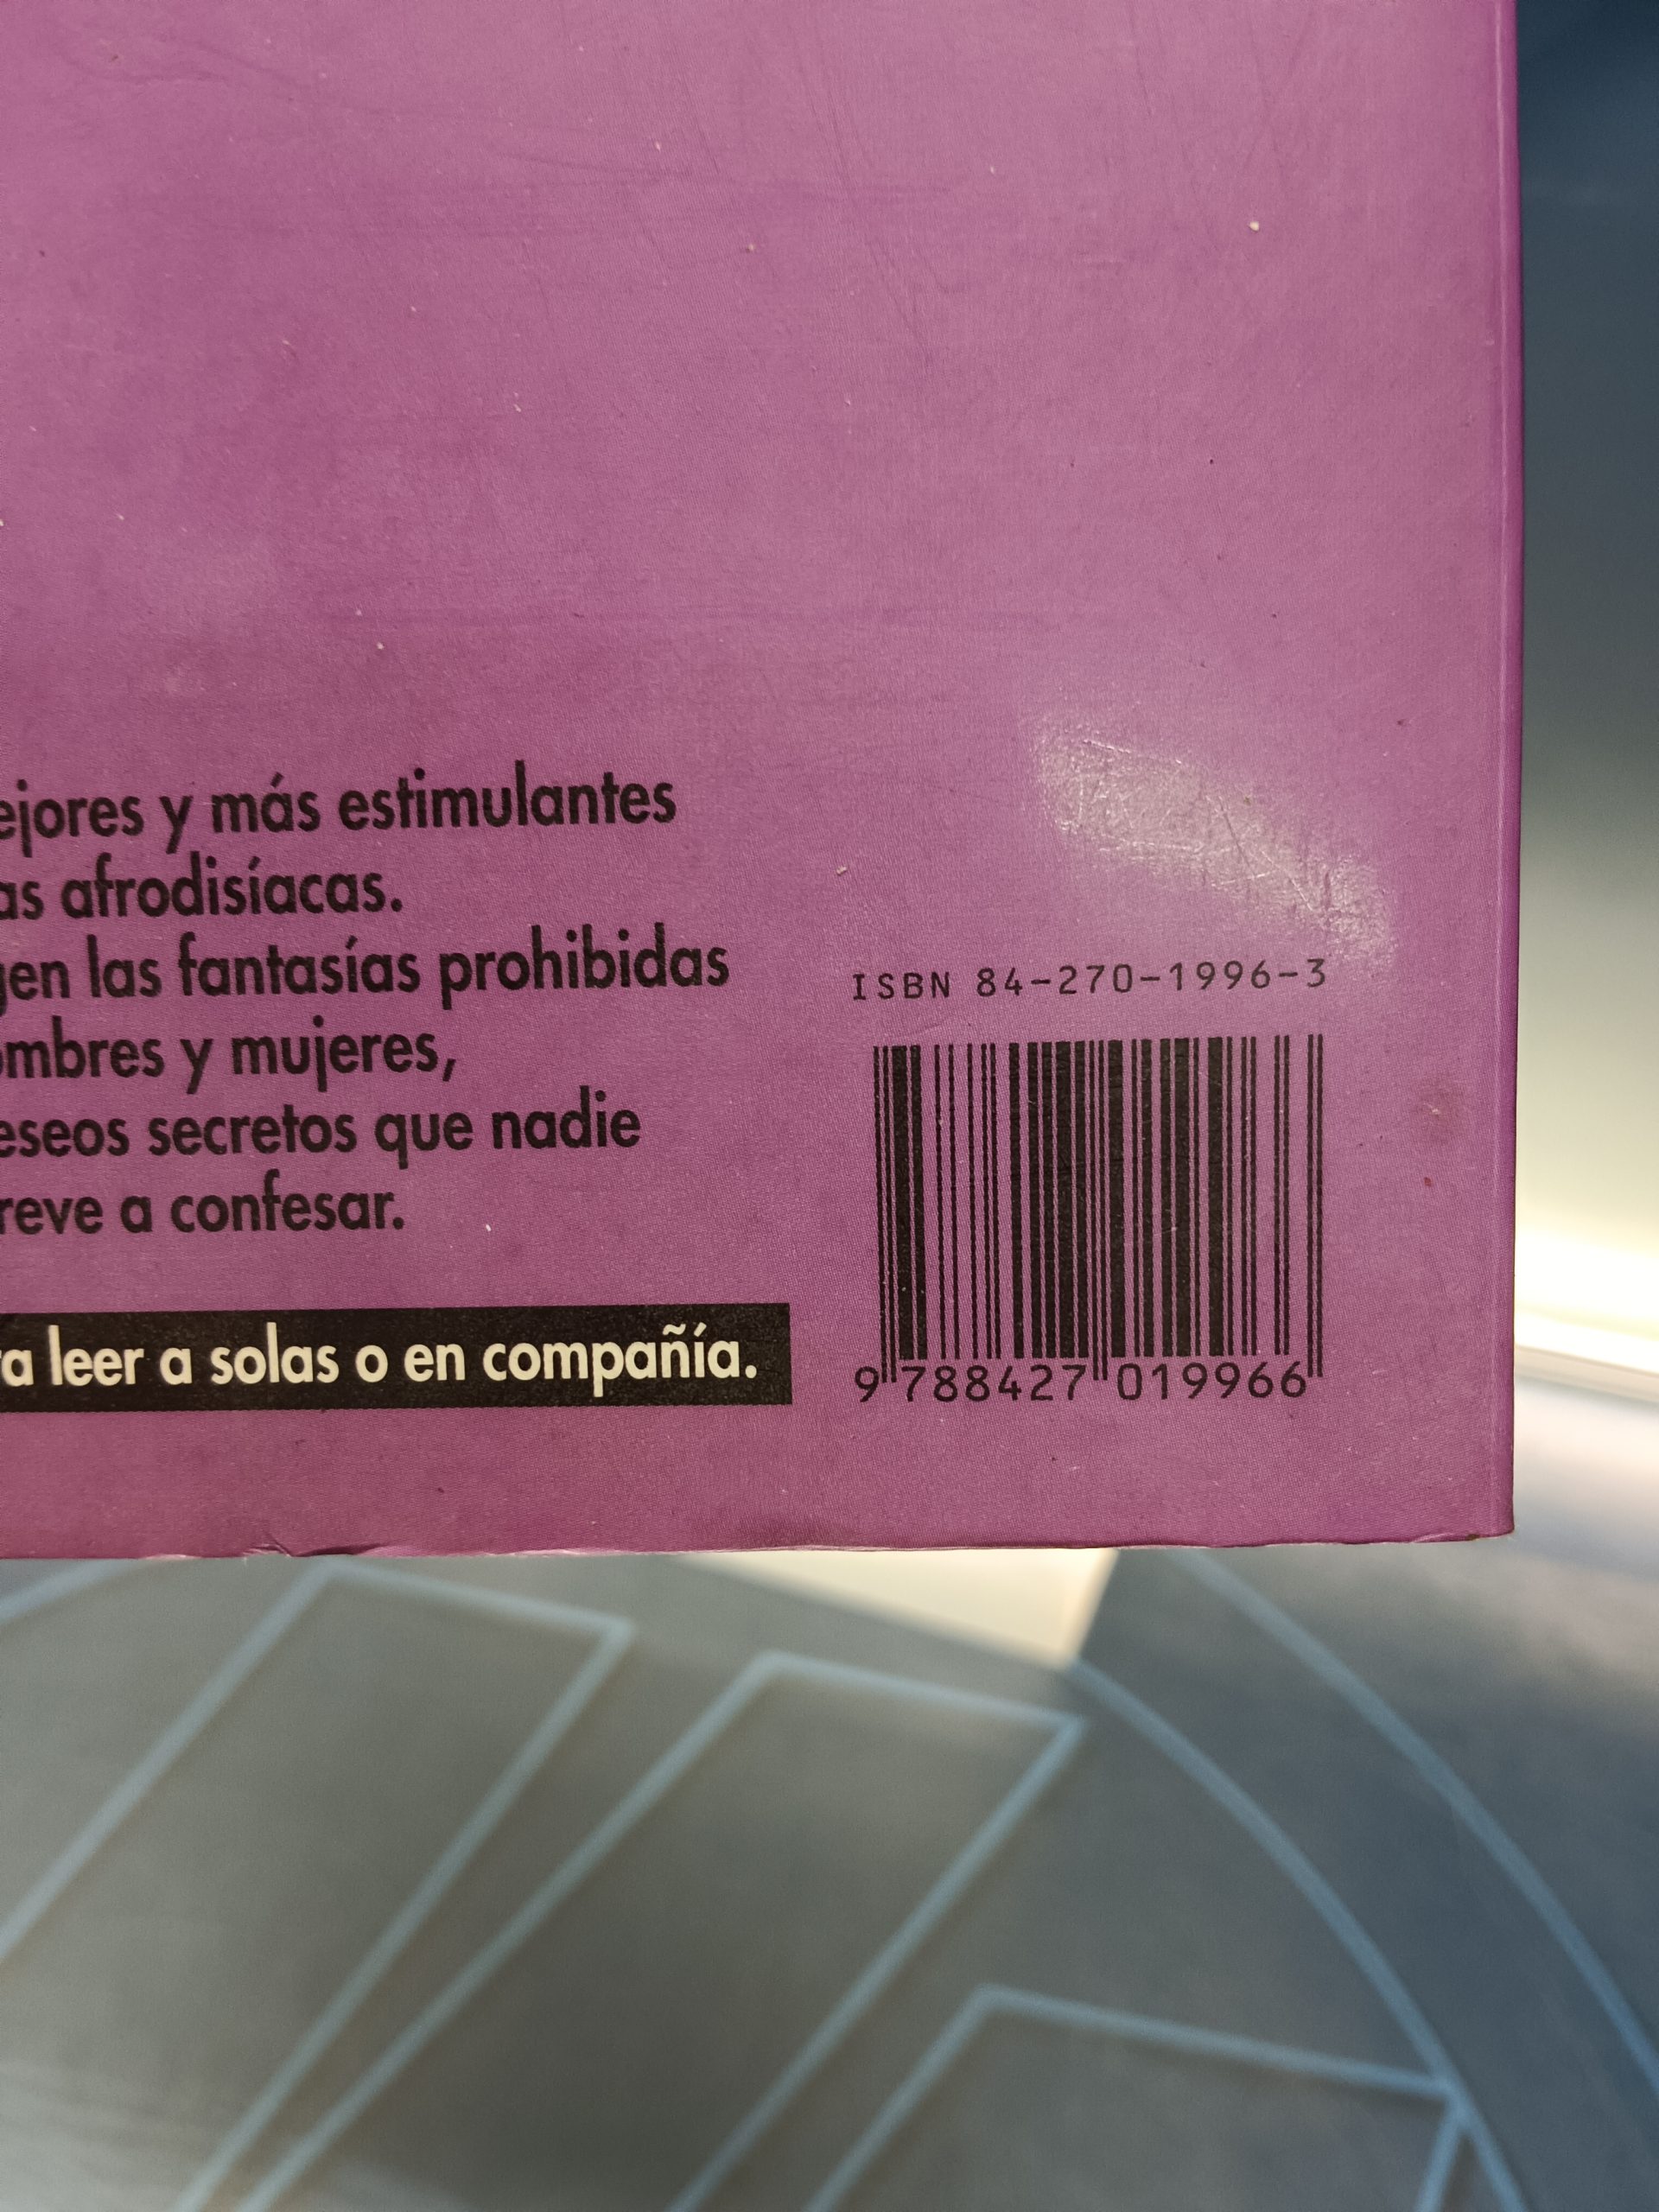 ejores y más estimulantes
as afrodisíacas.
gen las fantasías prohibidas
ombres y mujeres,
eseos secretos que nadie
reve a confesar.
ra leer a solas o en compañía.
ISBN 84-270-1996-3
9 788427 019966